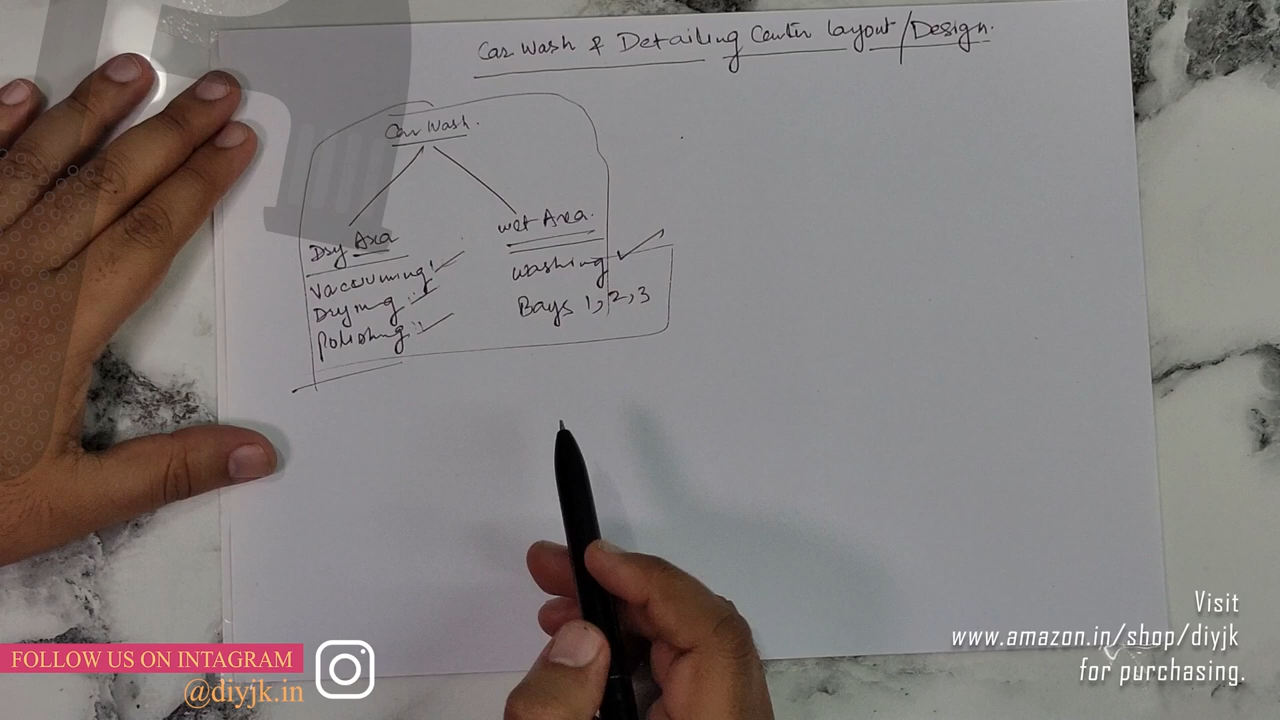 Car Wash & Detailing Center layout/Design.
Car Wash.
Dry Area
Vacuuming:
Drying:
Polishing:
wet Area.
washing
Bays 1, 2, 3
Visit
www.amazon.in/shop/diyjk
for purchasing.
FOLLOW US ON INTAGRAM
@diyjk.in